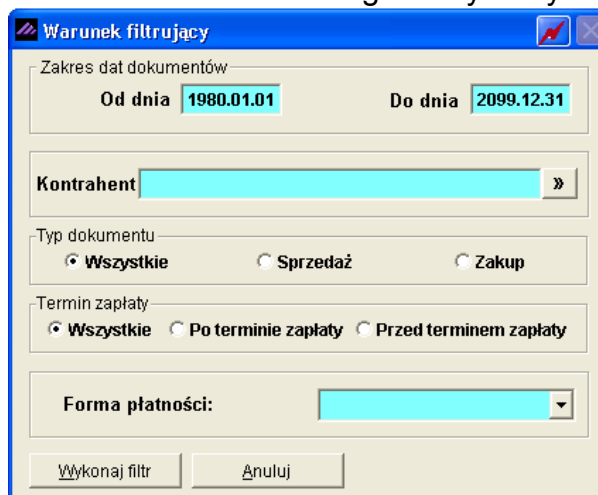 Warunek filtrujący
Zakres dat dokumentów
Od dnia 1980.01.01 Do dnia 2099.12.31
Kontrahent »
Typ dokumentu
Wszystkie Sprzedaż Zakup
Termin zapłaty
Wszystkie Po terminie zapłaty Przed terminem zapłaty
Forma płatności:
Wykonaj filtr Anuluj